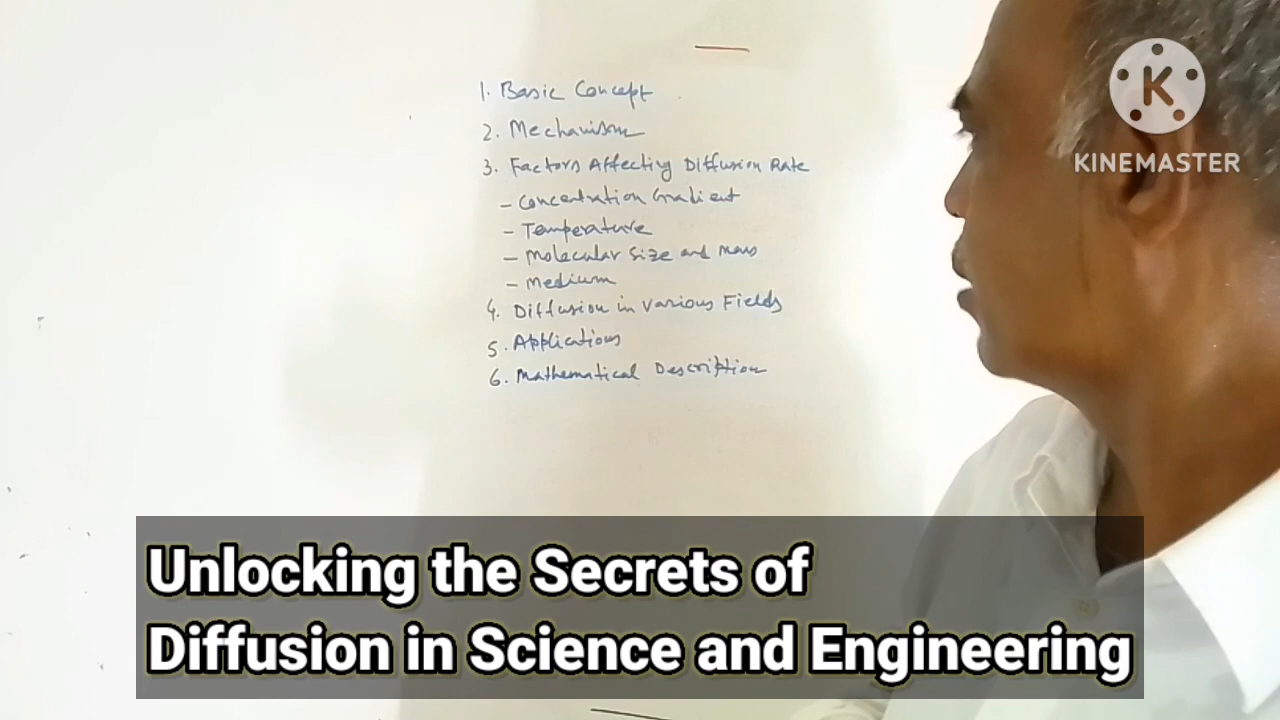 1. Basic Concept
2. Mechanism
3. Factors Affecting Diffusion Rate
- Concentration Gradient
- Temperature
- Molecular Size and Mass
- Medium
4. Diffusion in Various Fields
5. Applications
6. Mathematical Description
K
KINEMASTER
Unlocking the Secrets of
Diffusion in Science and Engineering